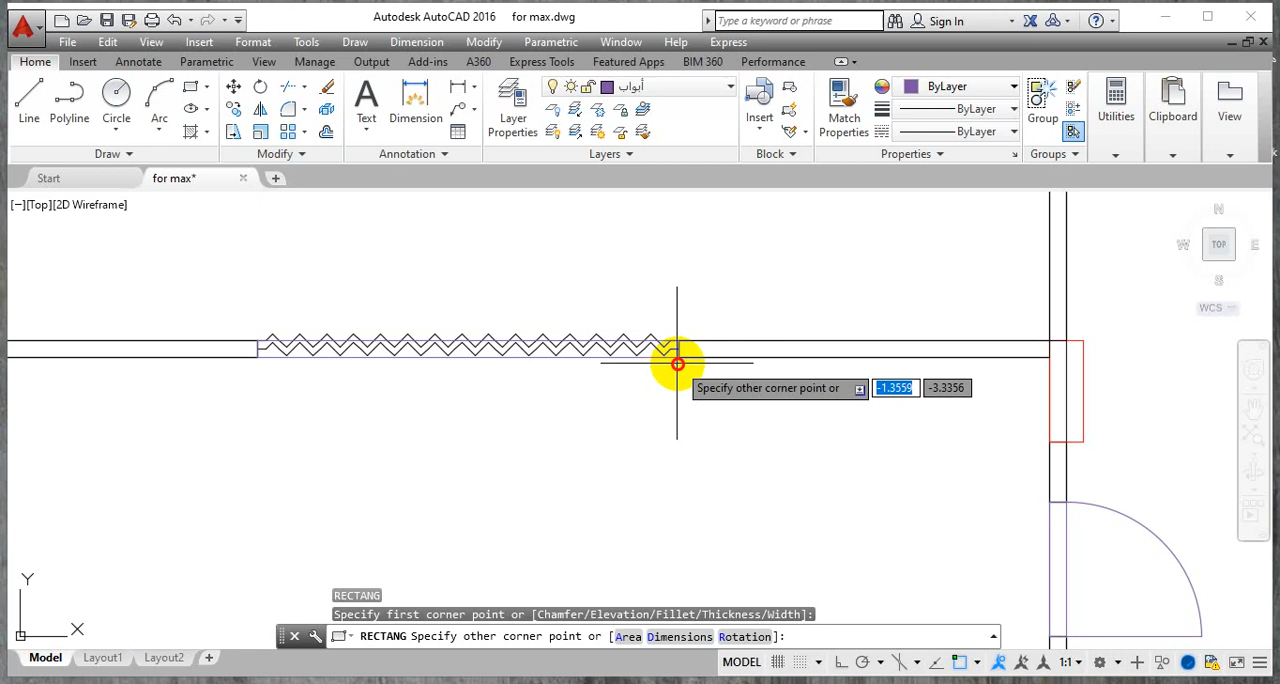 Autodesk AutoCAD 2016 for max.dwg
Type a keyword or phrase
Sign In
File Edit View Insert Format Tools Draw Dimension Modify Parametric Window Help Express
Home Insert Annotate Parametric View Manage Output Add-ins A360 Express Tools Featured Apps BIM 360 Performance
أبواب
ByLayer
ByLayer
ByLayer
Line Polyline Circle Arc
Text Dimension
Layer
Properties
Insert
Match
Properties
Group
Utilities
Clipboard
View
Draw Modify Annotation Layers Block Properties Groups
Start for max*
[−][Top][2D Wireframe]
N
W TOP E
S
WCS
Specify other corner point or -1.3559 -3.3356
Y
X
RECTANG
Specify first corner point or [Chamfer/Elevation/Fillet/Thickness/Width]:
RECTANG Specify other corner point or [Area Dimensions Rotation]:
Model Layout1 Layout2
MODEL 1:1